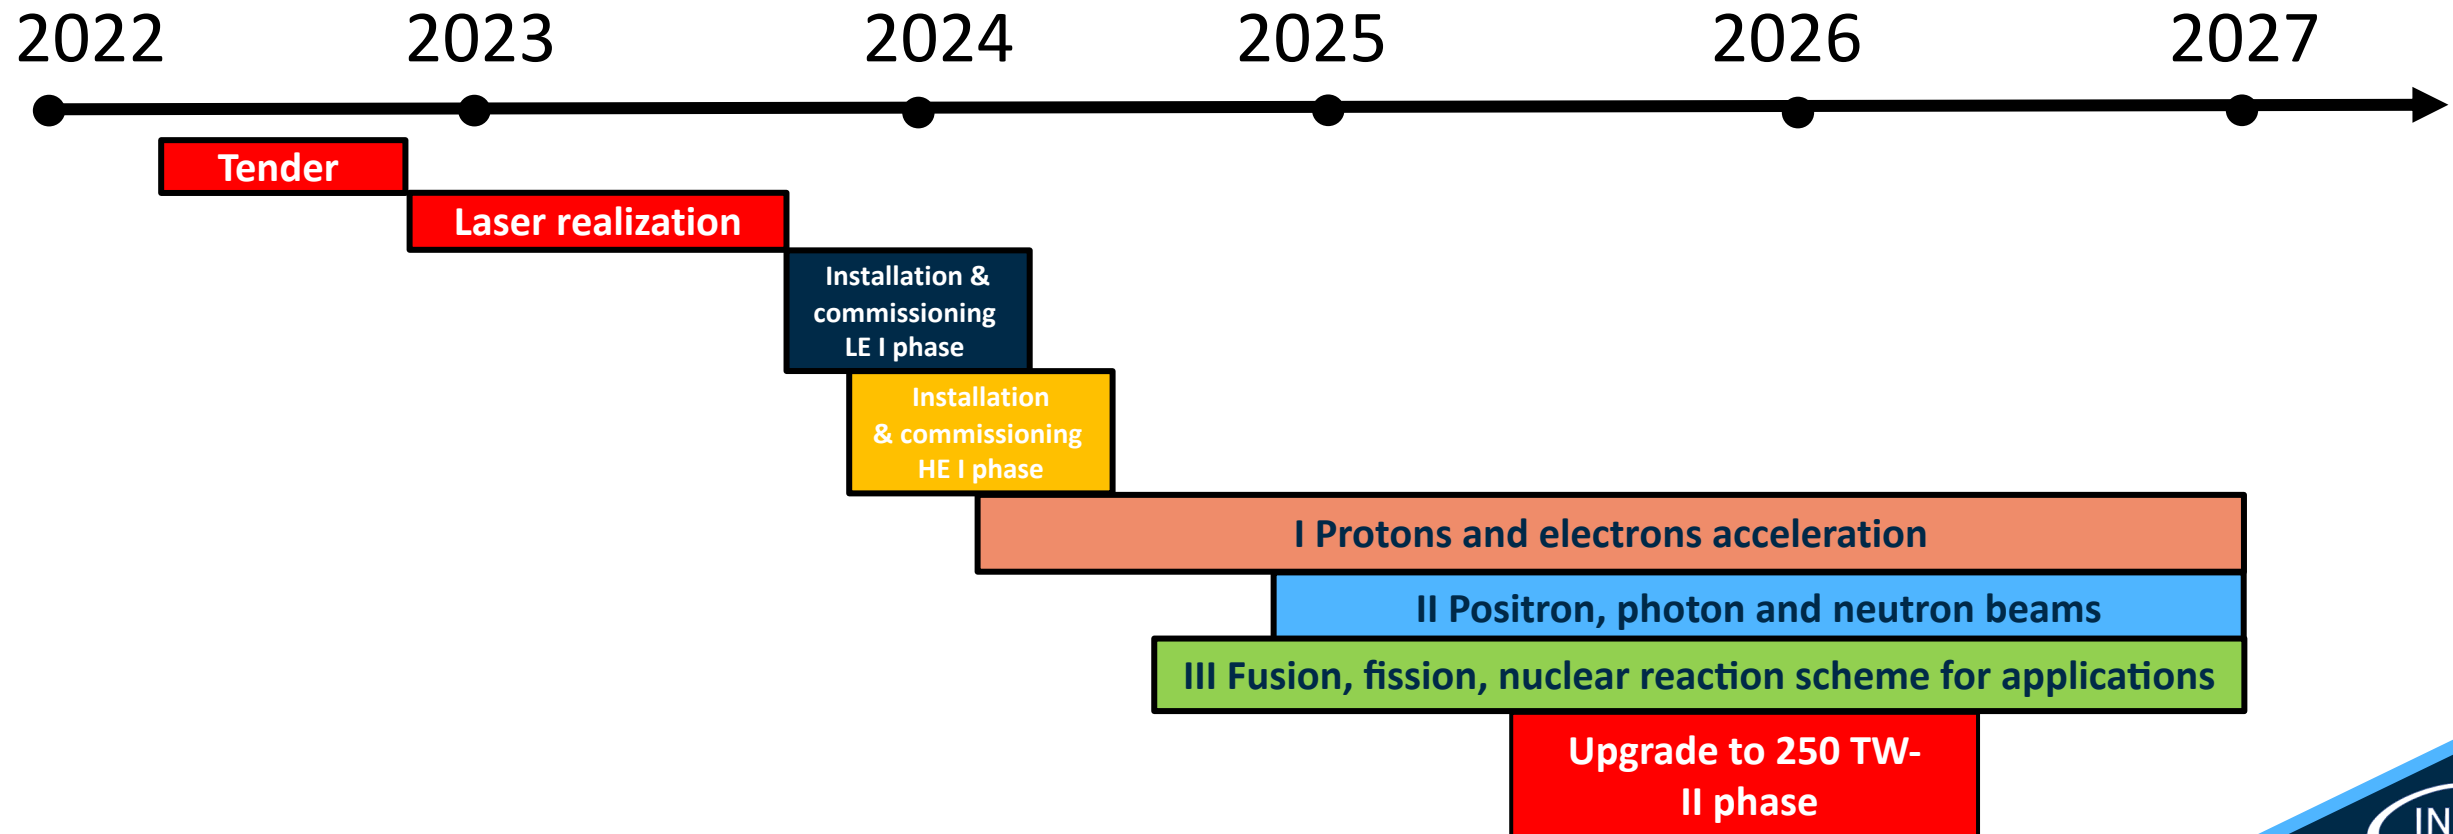 2022 2023 2024 2025 2026 2027
Tender
Laser realization
Installation &
commissioning
LE I phase
Installation
& commissioning
HE I phase
I Protons and electrons acceleration
II Positron, photon and neutron beams
III Fusion, fission, nuclear reaction scheme for applications
Upgrade to 250 TW-
II phase